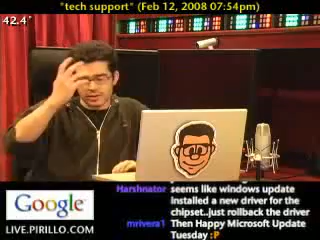 *tech support* (Feb 12, 2008 07:54pm)
42.4
Harshnator seems like windows update
installed a new driver for the
chipset..just rollback the driver
mrivera1 Then Happy Microsoft Update
Tuesday :P
Google
LIVE.PIRILLO.COM